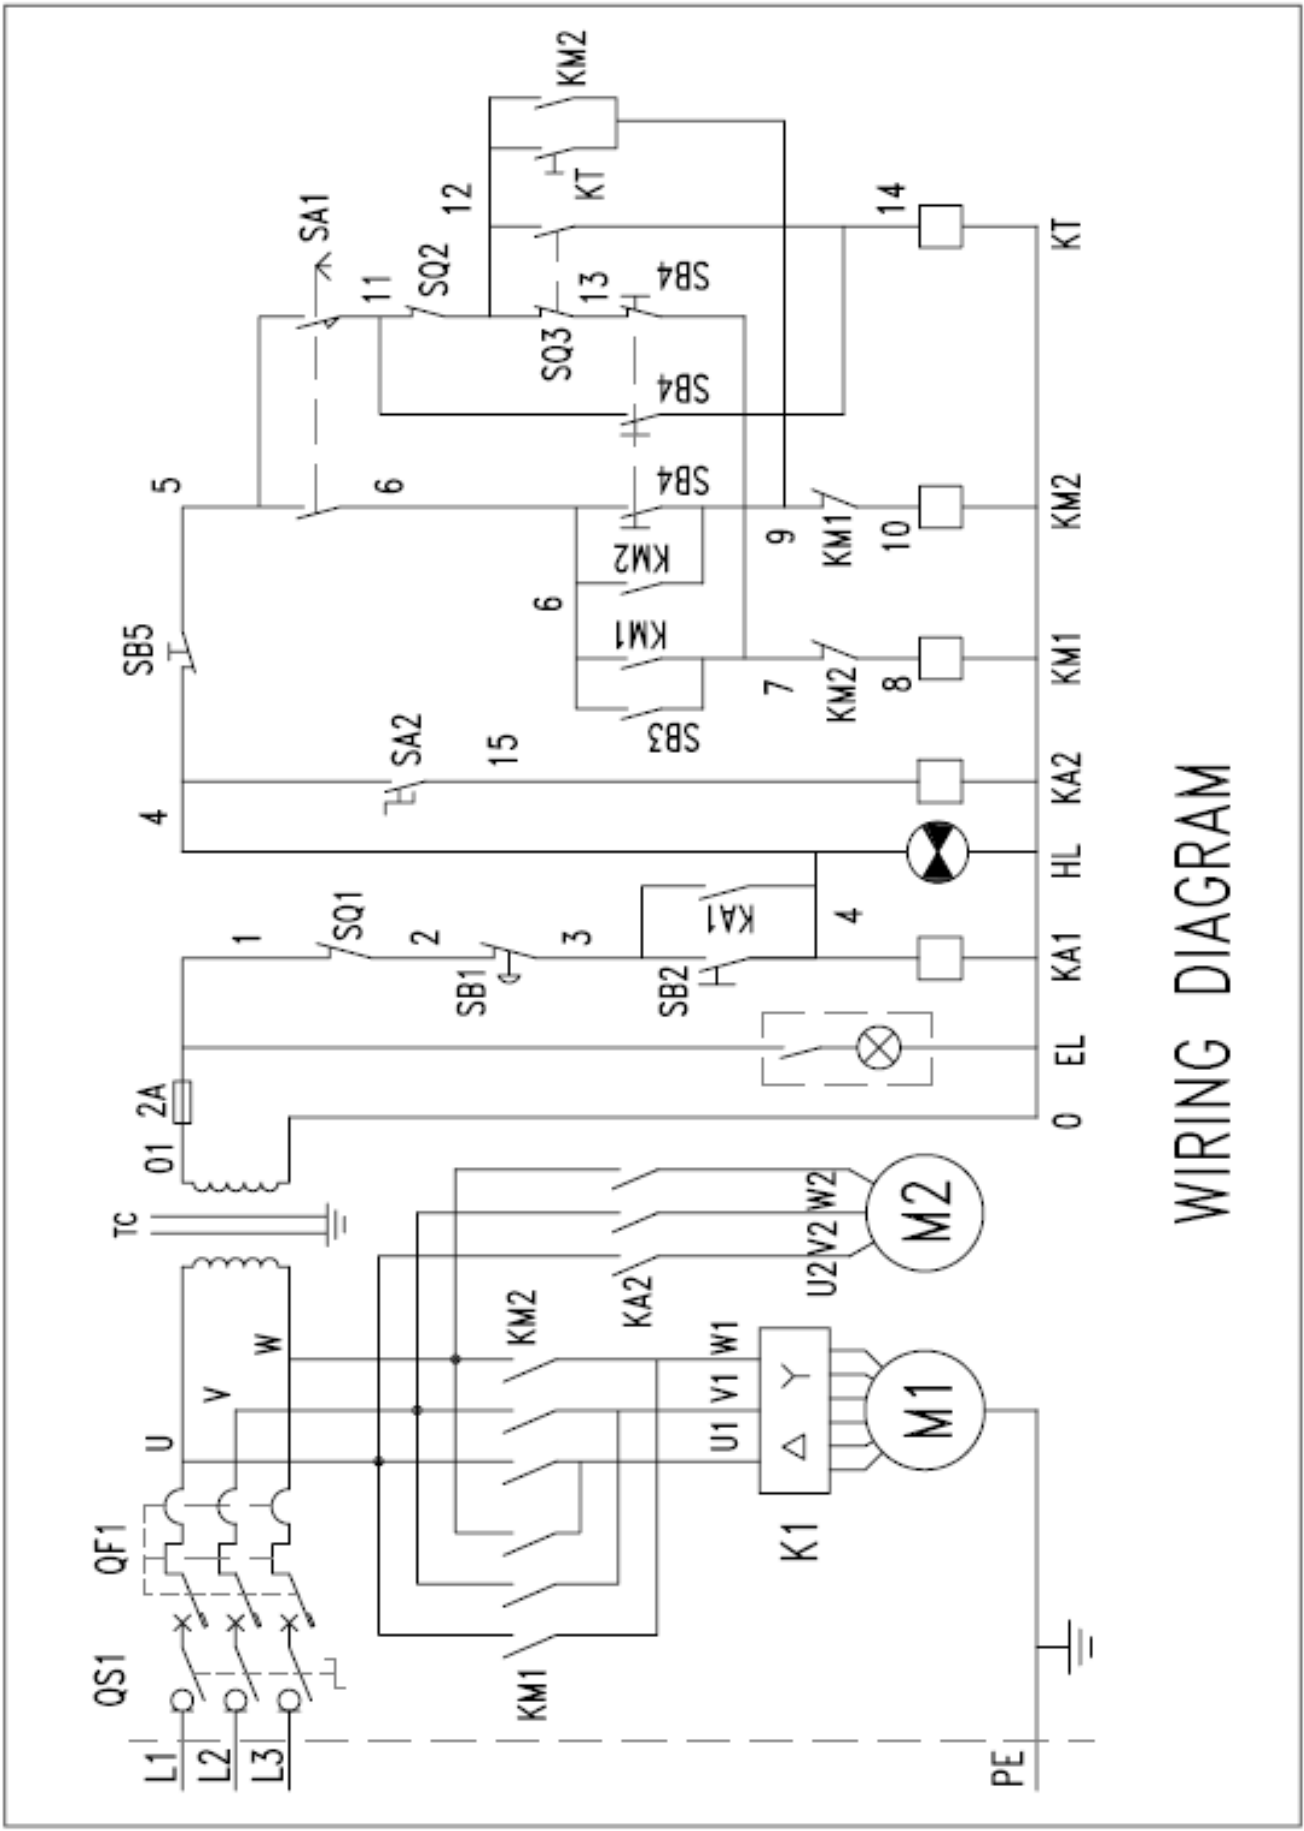 L1
L2
L3
PE
QS1
QF1
U
V
W
TC
01
2A
KM1
KM2
KA2
U1
V1
W1
U2
V2
W2
K1
△
Y
M1
M2
0
EL
1
SQ1
2
SB1
3
SB2
KA1
4
KA1
HL
4
SA2
15
KA2
SB5
5
SA1
6
6
SB3
KM1
KM2
SB4
SB4
SB4
7
KM2
8
KM1
9
KM1
10
KM2
11
SQ2
12
SQ3
13
KT
KM2
14
KT
WIRING DIAGRAM